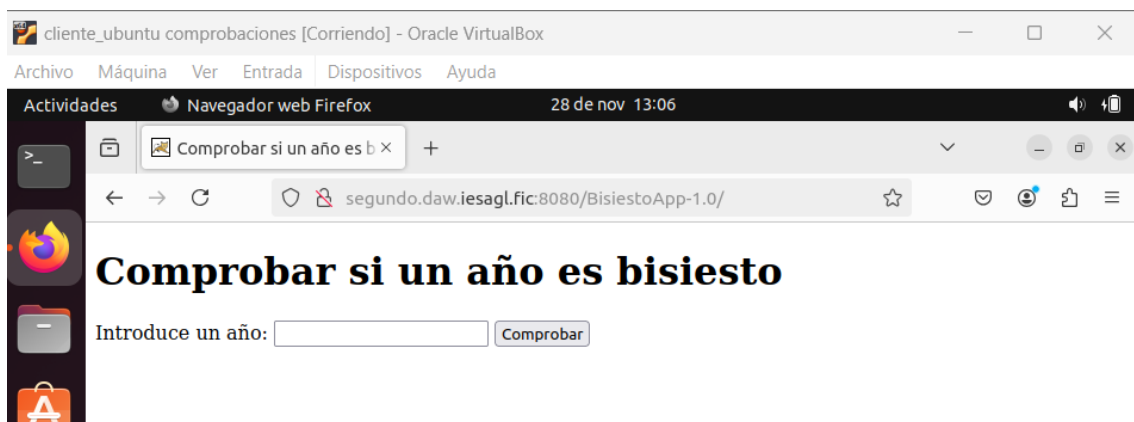 cliente_ubuntu comprobaciones [Corriendo] - Oracle VirtualBox
Archivo Máquina Ver Entrada Dispositivos Ayuda
Actividades Navegador web Firefox 28 de nov 13:06
Comprobar si un año es b
segundo.daw.iesagl.fic:8080/BisiestoApp-1.0/
Comprobar si un año es bisiesto
Introduce un año: Comprobar